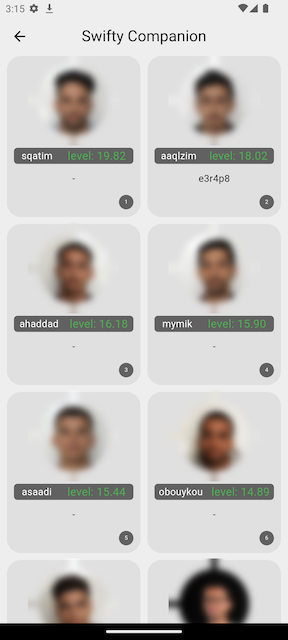 3:15
Swifty Companion
sqatim level: 19.82
-
1
aaqlzim level: 18.02
e3r4p8
2
ahaddad level: 16.18
-
3
mymik level: 15.90
-
4
asaadi level: 15.44
-
5
obouykou level: 14.89
-
6